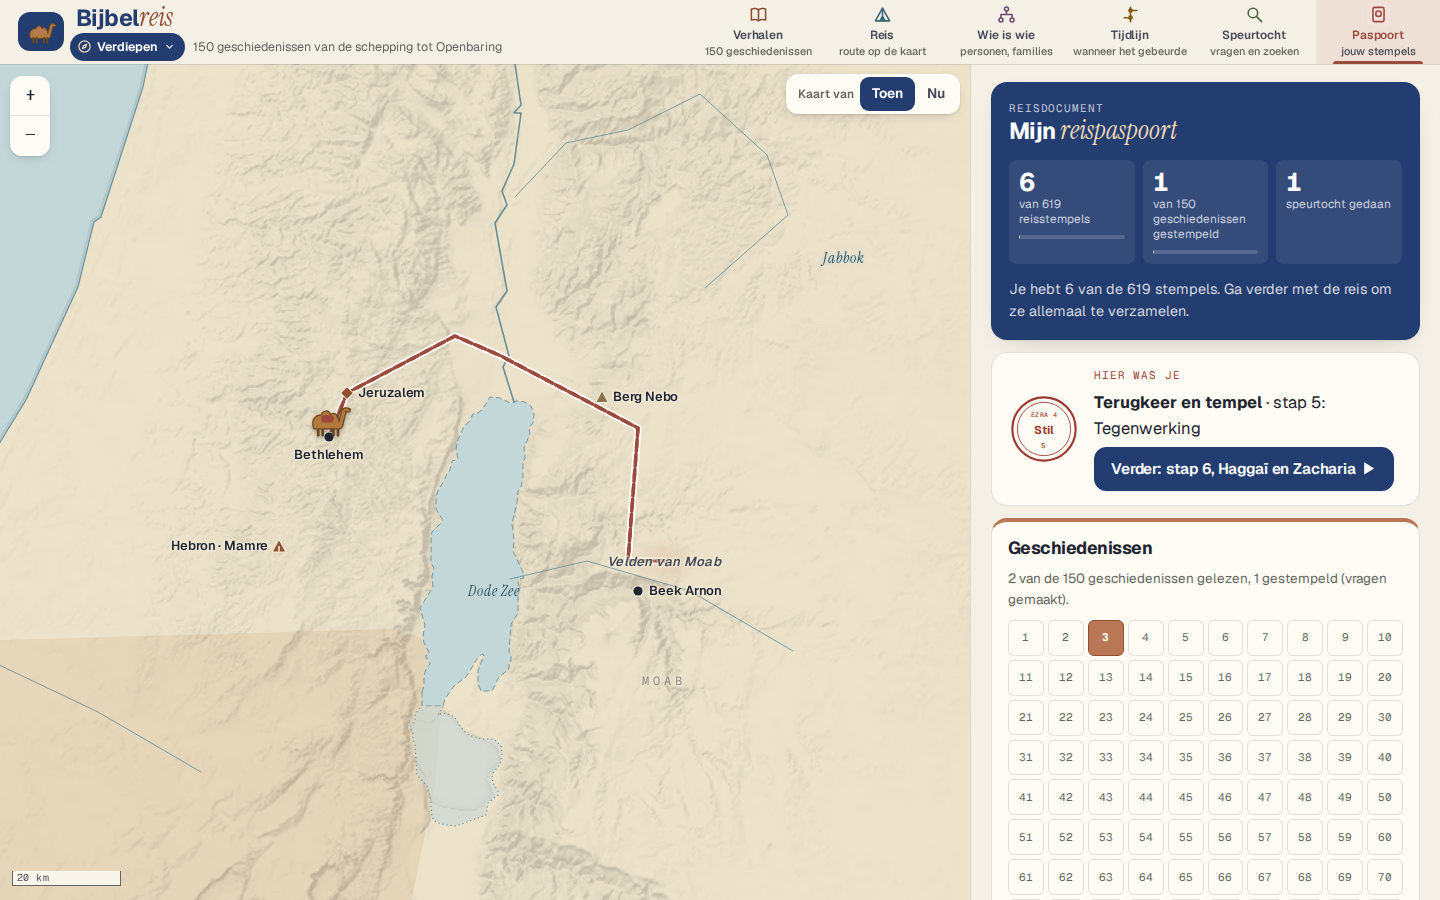 Bijbelreis
Verdiepen
150 geschiedenissen van de schepping tot Openbaring
Verhalen
150 geschiedenissen
Reis
route op de kaart
Wie is wie
personen, families
Tijdlijn
wanneer het gebeurde
Speurtocht
vragen en zoeken
Paspoort
jouw stempels
+
–
Kaart van Toen Nu
Jabbok
Jeruzalem
Berg Nebo
Bethlehem
Hebron · Mamre
Velden van Moab
Dode Zee
Beek Arnon
MOAB
20 km
REISDOCUMENT
Mijn reispaspoort
6
van 619
reisstempels
1
van 150
geschiedenissen
gestempeld
1
speurtocht gedaan
Je hebt 6 van de 619 stempels. Ga verder met de reis om
ze allemaal te verzamelen.
HIER WAS JE
EZRA 4
Stil
5
Terugkeer en tempel · stap 5:
Tegenwerking
Verder: stap 6, Haggaï en Zacharia
Geschiedenissen
2 van de 150 geschiedenissen gelezen, 1 gestempeld (vragen
gemaakt).
1 2 3 4 5 6 7 8 9 10
11 12 13 14 15 16 17 18 19 20
21 22 23 24 25 26 27 28 29 30
31 32 33 34 35 36 37 38 39 40
41 42 43 44 45 46 47 48 49 50
51 52 53 54 55 56 57 58 59 60
61 62 63 64 65 66 67 68 69 70